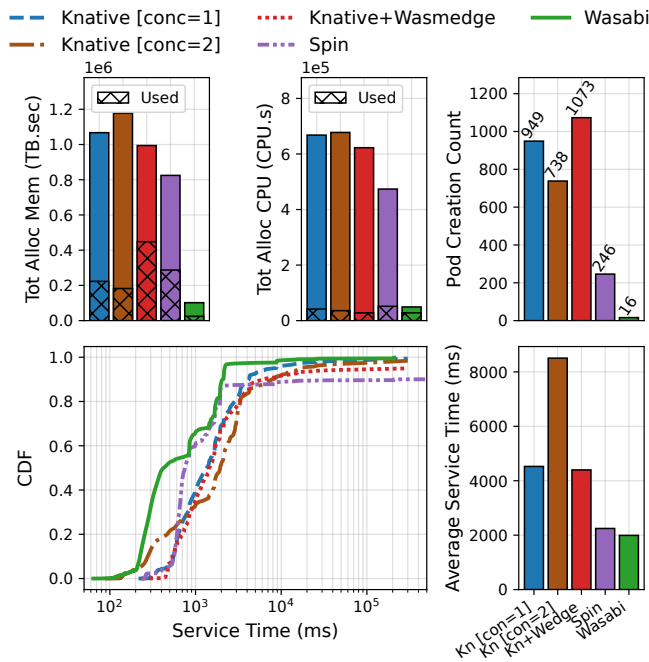 Knative [conc=1] Knative+Wasmedge Wasabi
Knative [conc=2] Spin
1e6 1e5
Used Used
Tot Alloc Mem (TB.sec)
0.0 0.2 0.4 0.6 0.8 1.0 1.2
Tot Alloc CPU (CPU.s)
0 2 4 6 8
Pod Creation Count
0 200 400 600 800 1000 1200
949 738 1073 246 16
CDF
0.0 0.2 0.4 0.6 0.8 1.0
10² 10³ 10⁴ 10⁵
Service Time (ms)
Average Service Time (ms)
0 2000 4000 6000 8000
Kn [con=1]
Kn [con=2]
Kn+Wedge
Spin
Wasabi